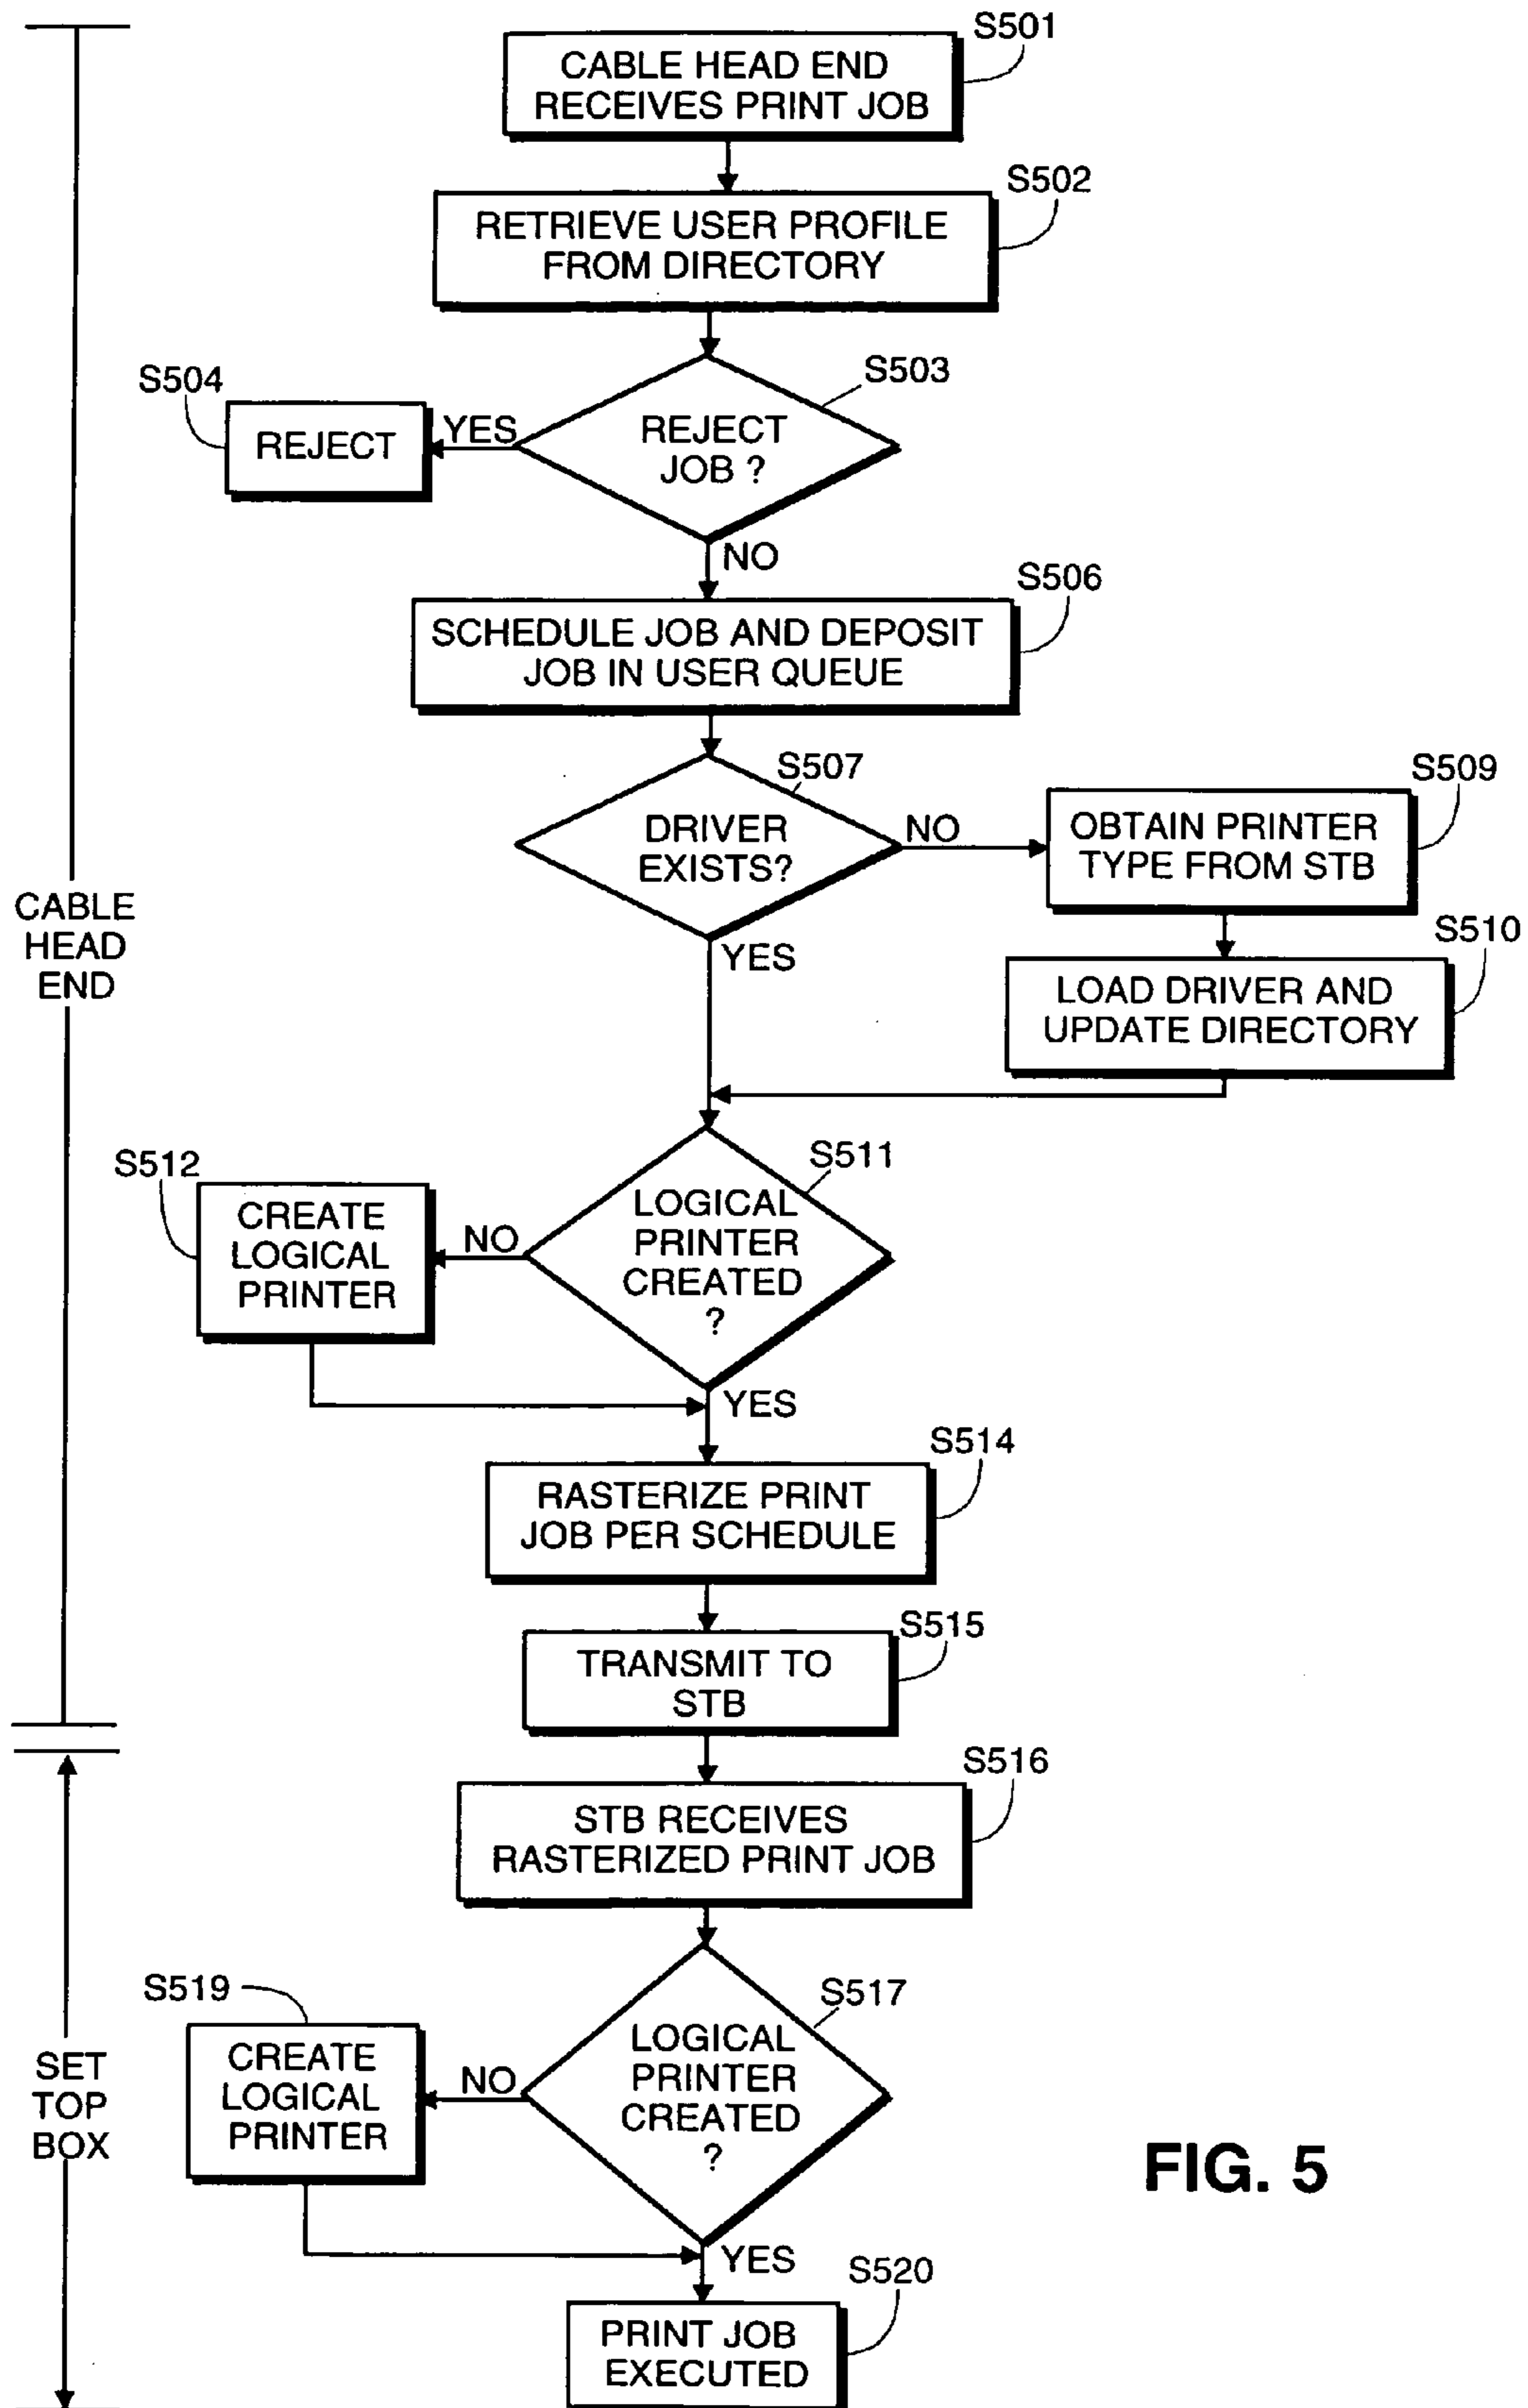 S501
CABLE HEAD END
RECEIVES PRINT JOB
S502
RETRIEVE USER PROFILE
FROM DIRECTORY
S503
REJECT
JOB ?
YES
S504
REJECT
NO
S506
SCHEDULE JOB AND DEPOSIT
JOB IN USER QUEUE
S507
DRIVER
EXISTS?
NO
S509
OBTAIN PRINTER
TYPE FROM STB
S510
LOAD DRIVER AND
UPDATE DIRECTORY
YES
CABLE
HEAD
END
S511
LOGICAL
PRINTER
CREATED
?
NO
S512
CREATE
LOGICAL
PRINTER
YES
S514
RASTERIZE PRINT
JOB PER SCHEDULE
S515
TRANSMIT TO
STB
S516
STB RECEIVES
RASTERIZED PRINT JOB
S517
LOGICAL
PRINTER
CREATED
?
NO
S519
CREATE
LOGICAL
PRINTER
SET
TOP
BOX
YES
S520
PRINT JOB
EXECUTED
FIG. 5